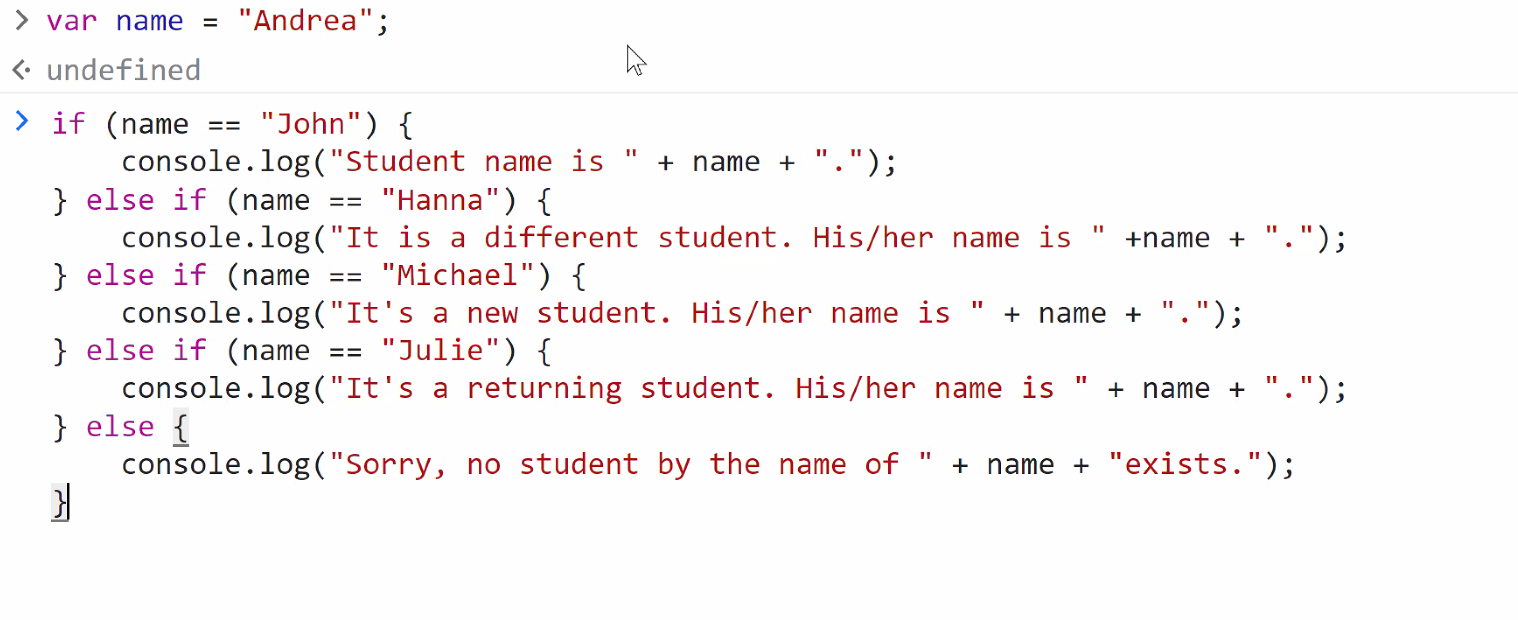 > var name = "Andrea";
<· undefined
> if (name == "John") {
    console.log("Student name is " + name + ".");
} else if (name == "Hanna") {
    console.log("It is a different student. His/her name is " +name + ".");
} else if (name == "Michael") {
    console.log("It's a new student. His/her name is " + name + ".");
} else if (name == "Julie") {
    console.log("It's a returning student. His/her name is " + name + ".");
} else {
    console.log("Sorry, no student by the name of " + name + "exists.");
}